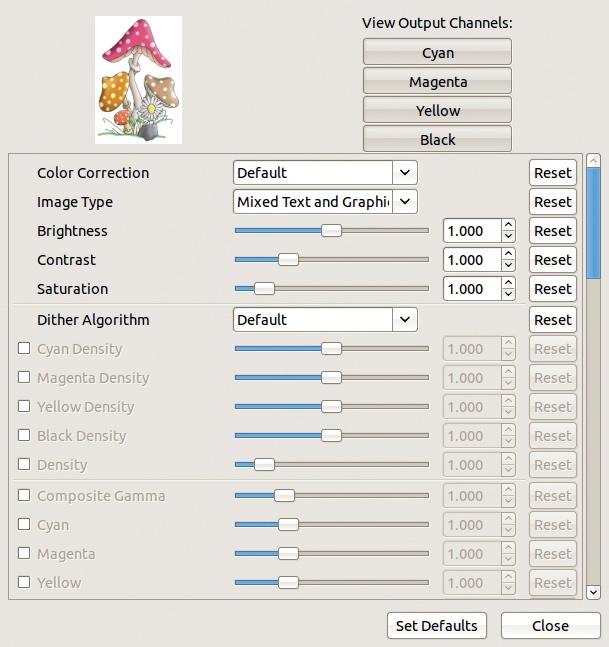 View Output Channels:
Cyan
Magenta
Yellow
Black
Color Correction Default Reset
Image Type Mixed Text and Graphi Reset
Brightness 1.000 Reset
Contrast 1.000 Reset
Saturation 1.000 Reset
Dither Algorithm Default Reset
Cyan Density 1.000 Reset
Magenta Density 1.000 Reset
Yellow Density 1.000 Reset
Black Density 1.000 Reset
Density 1.000 Reset
Composite Gamma 1.000 Reset
Cyan 1.000 Reset
Magenta 1.000 Reset
Yellow 1.000 Reset
Set Defaults Close